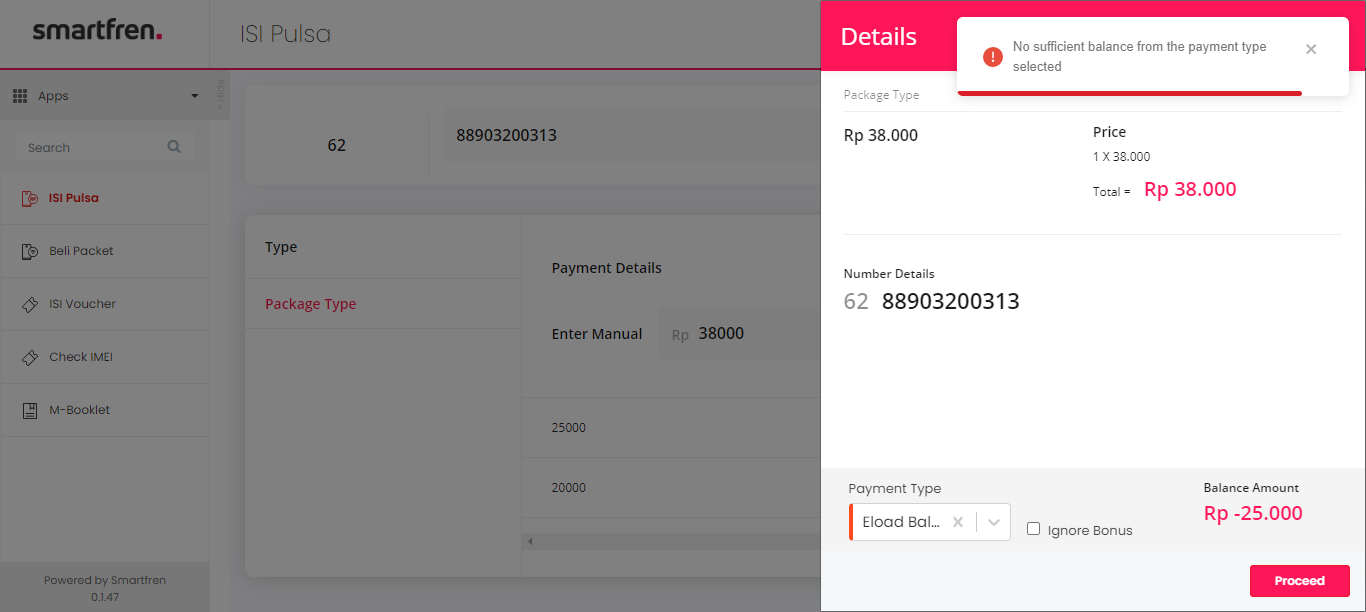 smartfren.
ISI Pulsa
Apps
< Hide
Search
ISI Pulsa
Beli Packet
ISI Voucher
Check IMEI
M-Booklet
Powered by Smartfren
0.1.47
62
88903200313
Type
Package Type
Payment Details
Enter Manual
Rp 38000
25000
20000
Details
No sufficient balance from the payment type
selected
Package Type
Rp 38.000
Price
1 X 38.000
Total = Rp 38.000
Number Details
62 88903200313
Payment Type
Eload Bal...
Ignore Bonus
Balance Amount
Rp -25.000
Proceed